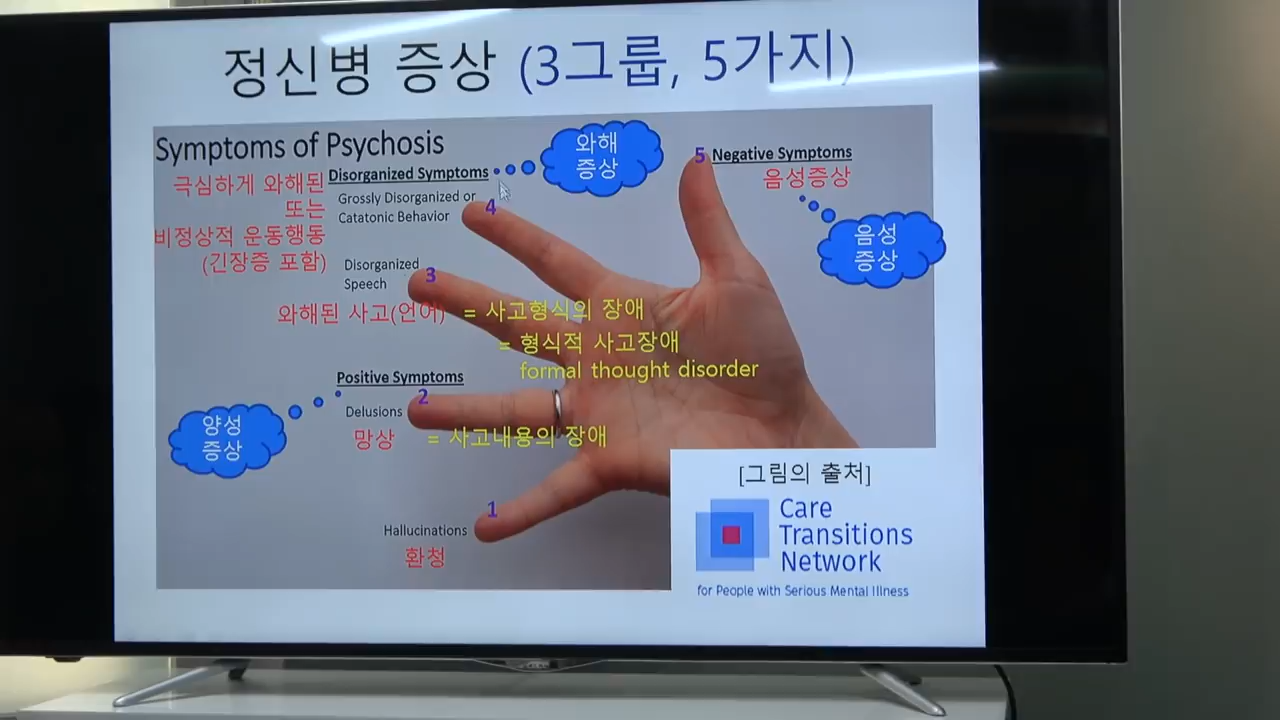 정신병 증상 (3그룹, 5가지)
Symptoms of Psychosis
와해
증상
5
Negative Symptoms
음성증상
음성
증상
극심하게 와해된
또는
비정상적 운동행동
(긴장증 포함)
Disorganized Symptoms
Grossly Disorganized or
Catatonic Behavior
4
Disorganized
Speech
3
와해된 사고(언어)
= 사고형식의 장애
= 형식적 사고장애
formal thought disorder
Positive Symptoms
양성
증상
Delusions
2
망상
= 사고내용의 장애
1
Hallucinations
환청
[그림의 출처]
Care
Transitions
Network
for People with Serious Mental Illness